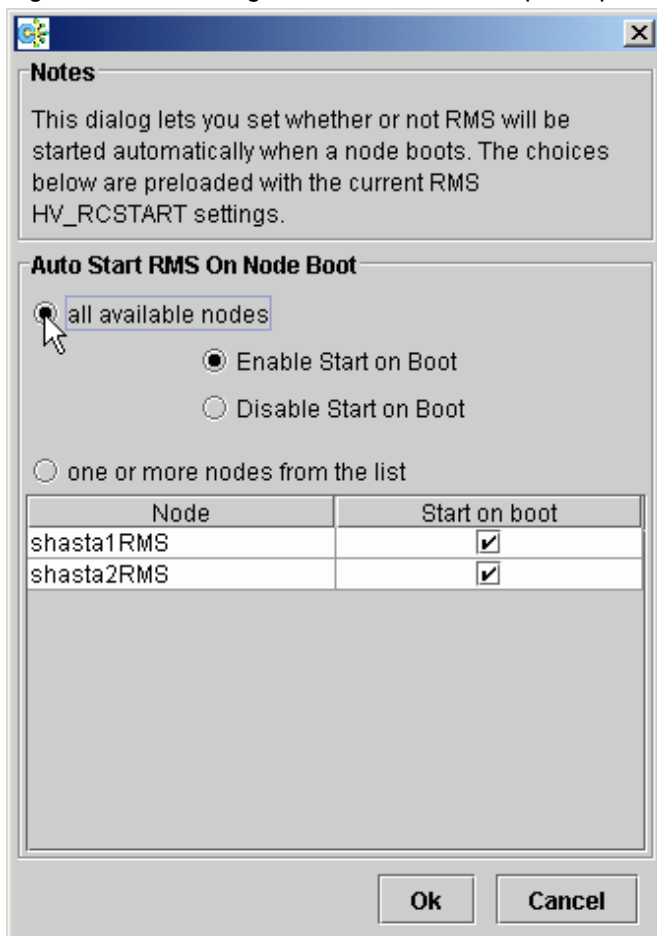 Notes
This dialog lets you set whether or not RMS will be
started automatically when a node boots. The choices
below are preloaded with the current RMS
HV_RCSTART settings.
Auto Start RMS On Node Boot
all available nodes
Enable Start on Boot
Disable Start on Boot
one or more nodes from the list
Node Start on boot
shasta1RMS
shasta2RMS
Ok Cancel